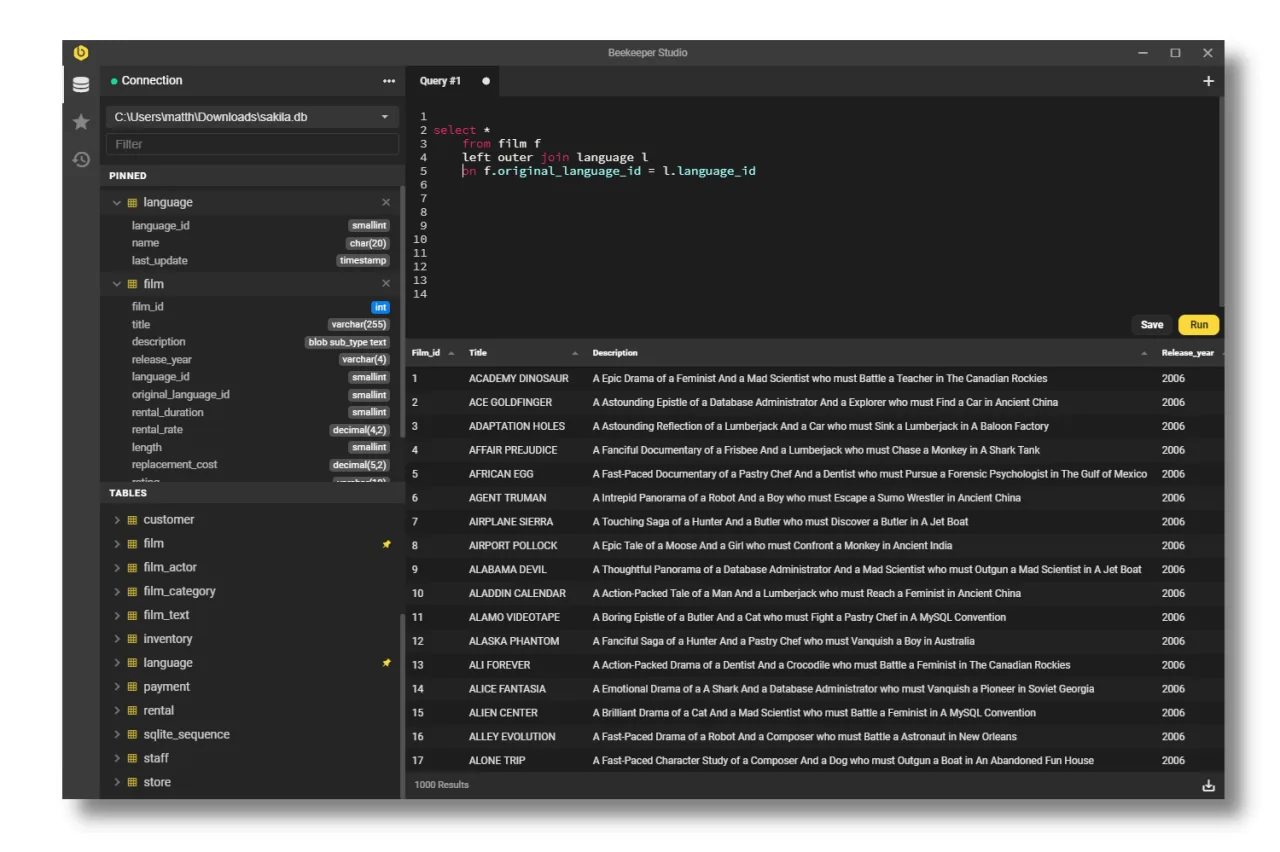 Beekeeper Studio
Connection
C:\Users\matth\Downloads\sakila.db
Filter
PINNED
language
language_id smallint
name char(20)
last_update timestamp
film
film_id int
title varchar(255)
description blob sub_type text
release_year varchar(4)
language_id smallint
original_language_id smallint
rental_duration smallint
rental_rate decimal(4,2)
length smallint
replacement_cost decimal(5,2)
TABLES
customer
film
film_actor
film_category
film_text
inventory
language
payment
rental
sqlite_sequence
staff
store
Query #1
1
2 select *
3 from film f
4 left outer join language l
5 on f.original_language_id = l.language_id
6
7
8
9
10
11
12
13
14
Save Run
Film_id Title Description Release_year
1 ACADEMY DINOSAUR A Epic Drama of a Feminist And a Mad Scientist who must Battle a Teacher in The Canadian Rockies 2006
2 ACE GOLDFINGER A Astounding Epistle of a Database Administrator And a Explorer who must Find a Car in Ancient China 2006
3 ADAPTATION HOLES A Astounding Reflection of a Lumberjack And a Car who must Sink a Lumberjack in A Baloon Factory 2006
4 AFFAIR PREJUDICE A Fanciful Documentary of a Frisbee And a Lumberjack who must Chase a Monkey in A Shark Tank 2006
5 AFRICAN EGG A Fast-Paced Documentary of a Pastry Chef And a Dentist who must Pursue a Forensic Psychologist in The Gulf of Mexico 2006
6 AGENT TRUMAN A Intrepid Panorama of a Robot And a Boy who must Escape a Sumo Wrestler in Ancient China 2006
7 AIRPLANE SIERRA A Touching Saga of a Hunter And a Butler who must Discover a Butler in A Jet Boat 2006
8 AIRPORT POLLOCK A Epic Tale of a Moose And a Girl who must Confront a Monkey in Ancient India 2006
9 ALABAMA DEVIL A Thoughtful Panorama of a Database Administrator And a Mad Scientist who must Outgun a Mad Scientist in A Jet Boat 2006
10 ALADDIN CALENDAR A Action-Packed Tale of a Man And a Lumberjack who must Reach a Feminist in Ancient China 2006
11 ALAMO VIDEOTAPE A Boring Epistle of a Butler And a Cat who must Fight a Pastry Chef in A MySQL Convention 2006
12 ALASKA PHANTOM A Fanciful Saga of a Hunter And a Pastry Chef who must Vanquish a Boy in Australia 2006
13 ALI FOREVER A Action-Packed Drama of a Dentist And a Crocodile who must Battle a Feminist in The Canadian Rockies 2006
14 ALICE FANTASIA A Emotional Drama of a A Shark And a Database Administrator who must Vanquish a Pioneer in Soviet Georgia 2006
15 ALIEN CENTER A Brilliant Drama of a Cat And a Mad Scientist who must Battle a Feminist in A MySQL Convention 2006
16 ALLEY EVOLUTION A Fast-Paced Drama of a Robot And a Composer who must Battle a Astronaut in New Orleans 2006
17 ALONE TRIP A Fast-Paced Character Study of a Composer And a Dog who must Outgun a Boat in An Abandoned Fun House 2006
1000 Results